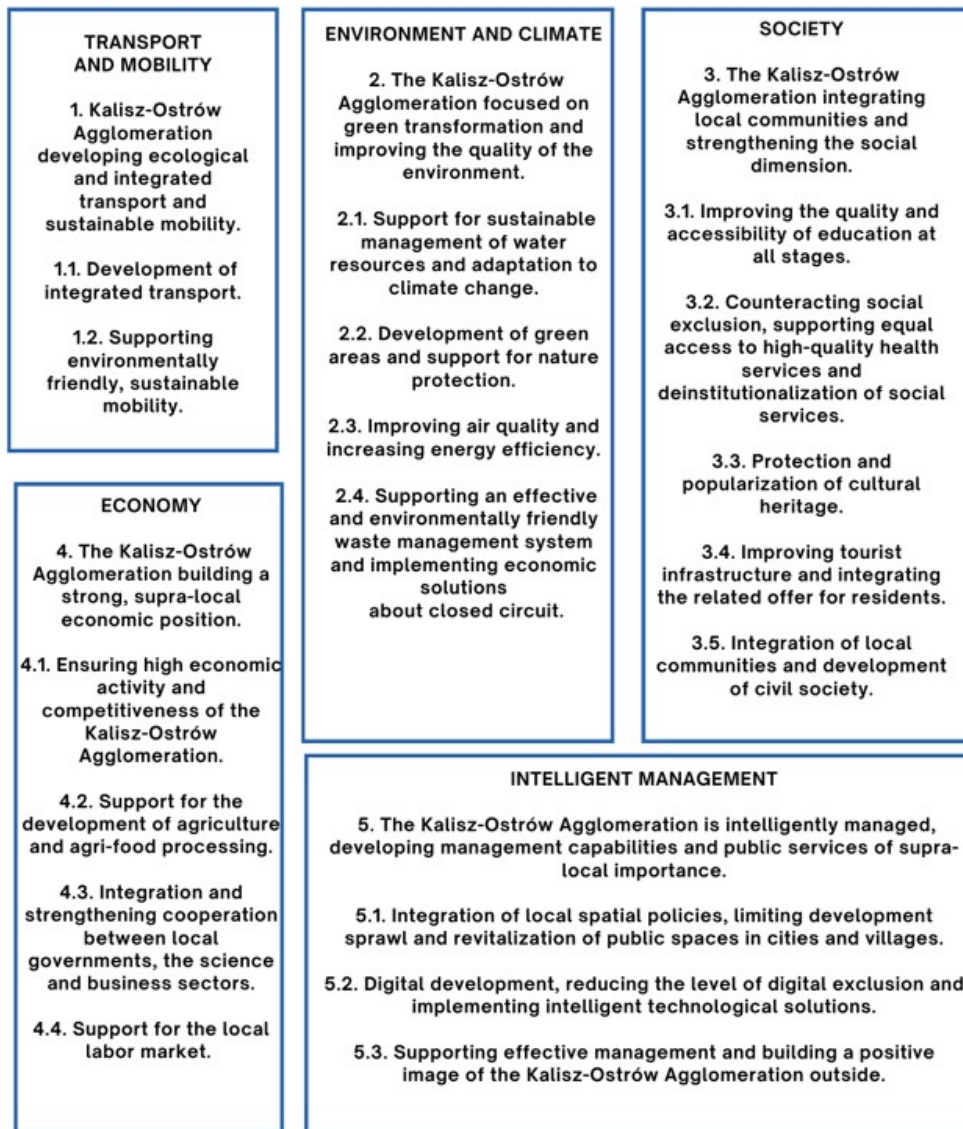 TRANSPORT
AND MOBILITY
1. Kalisz-Ostrów
Agglomeration
developing ecological
and integrated
transport and
sustainable mobility.
1.1. Development of
integrated transport.
1.2. Supporting
environmentally
friendly, sustainable
mobility.
ENVIRONMENT AND CLIMATE
2. The Kalisz-Ostrów
Agglomeration focused on
green transformation and
improving the quality of the
environment.
2.1. Support for sustainable
management of water
resources and adaptation to
climate change.
2.2. Development of green
areas and support for nature
protection.
2.3. Improving air quality and
increasing energy efficiency.
2.4. Supporting an effective
and environmentally friendly
waste management system
and implementing economic
solutions
about closed circuit.
SOCIETY
3. The Kalisz-Ostrów
Agglomeration integrating
local communities and
strengthening the social
dimension.
3.1. Improving the quality and
accessibility of education at
all stages.
3.2. Counteracting social
exclusion, supporting equal
access to high-quality health
services and
deinstitutionalization of social
services.
3.3. Protection and
popularization of cultural
heritage.
3.4. Improving tourist
infrastructure and integrating
the related offer for residents.
3.5. Integration of local
communities and development
of civil society.
ECONOMY
4. The Kalisz-Ostrów
Agglomeration building a
strong, supra-local
economic position.
4.1. Ensuring high economic
activity and
competitiveness of the
Kalisz-Ostrów
Agglomeration.
4.2. Support for the
development of agriculture
and agri-food processing.
4.3. Integration and
strengthening cooperation
between local
governments, the science
and business sectors.
4.4. Support for the local
labor market.
INTELLIGENT MANAGEMENT
5. The Kalisz-Ostrów Agglomeration is intelligently managed,
developing management capabilities and public services of supra-
local importance.
5.1. Integration of local spatial policies, limiting development
sprawl and revitalization of public spaces in cities and villages.
5.2. Digital development, reducing the level of digital exclusion and
implementing intelligent technological solutions.
5.3. Supporting effective management and building a positive
image of the Kalisz-Ostrów Agglomeration outside.